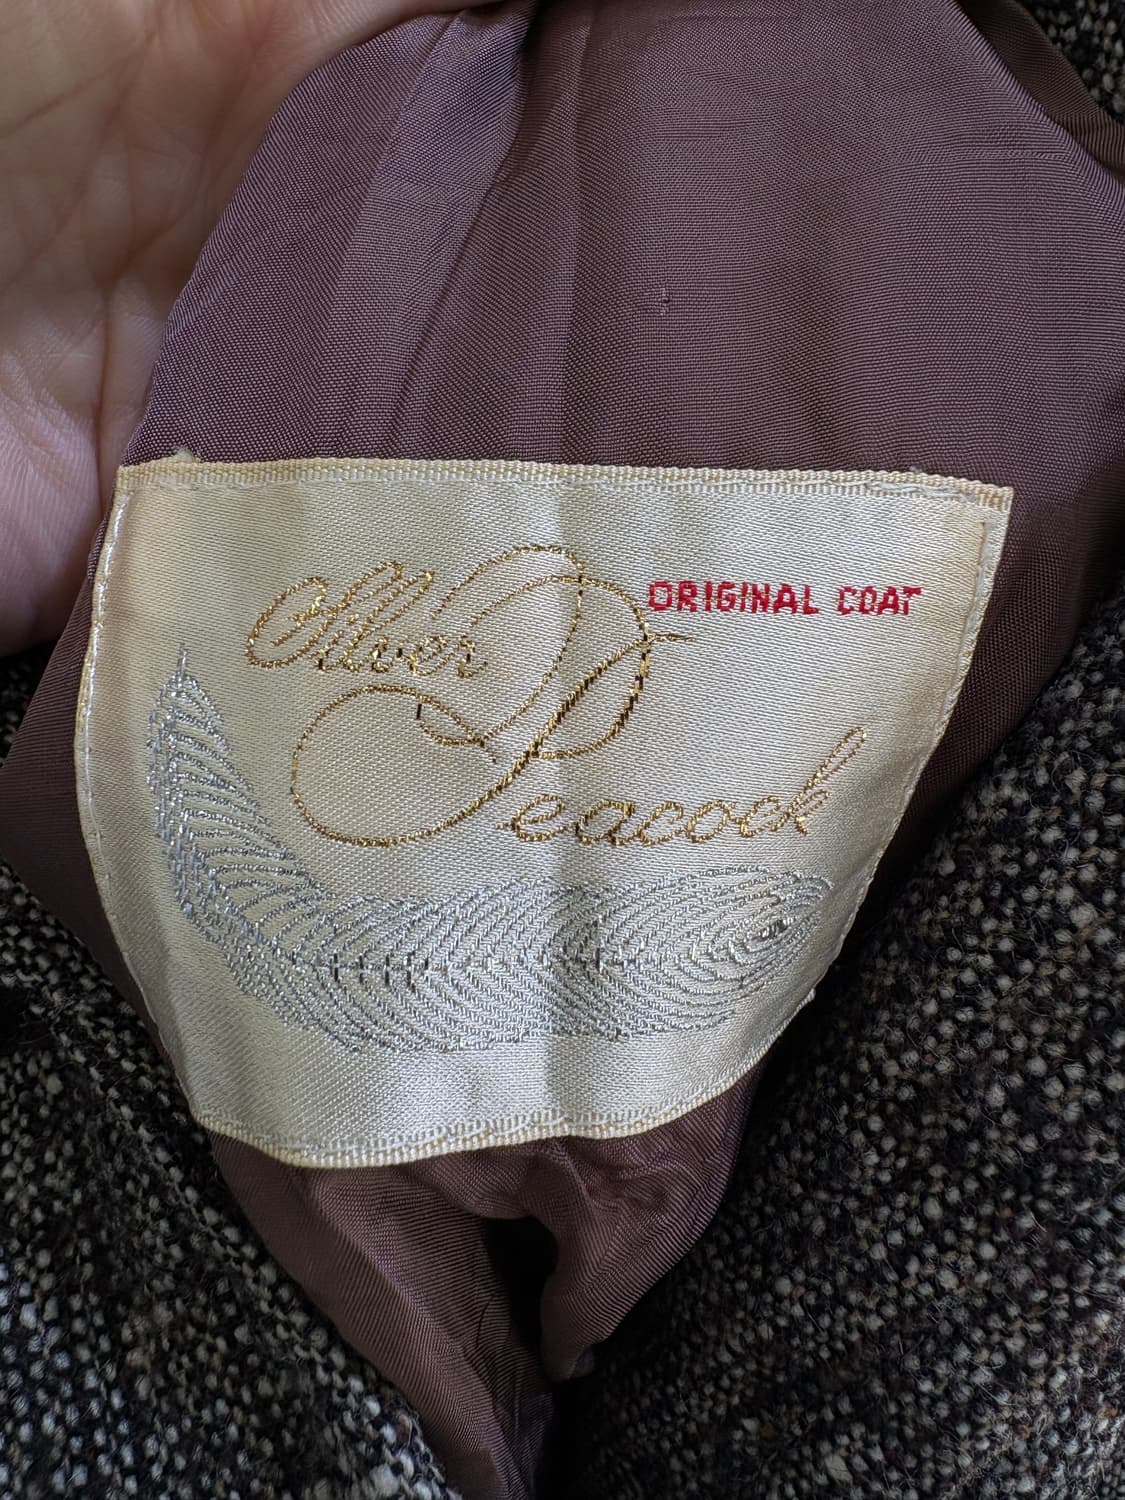 Silver
ORIGINAL COAT
Peacock